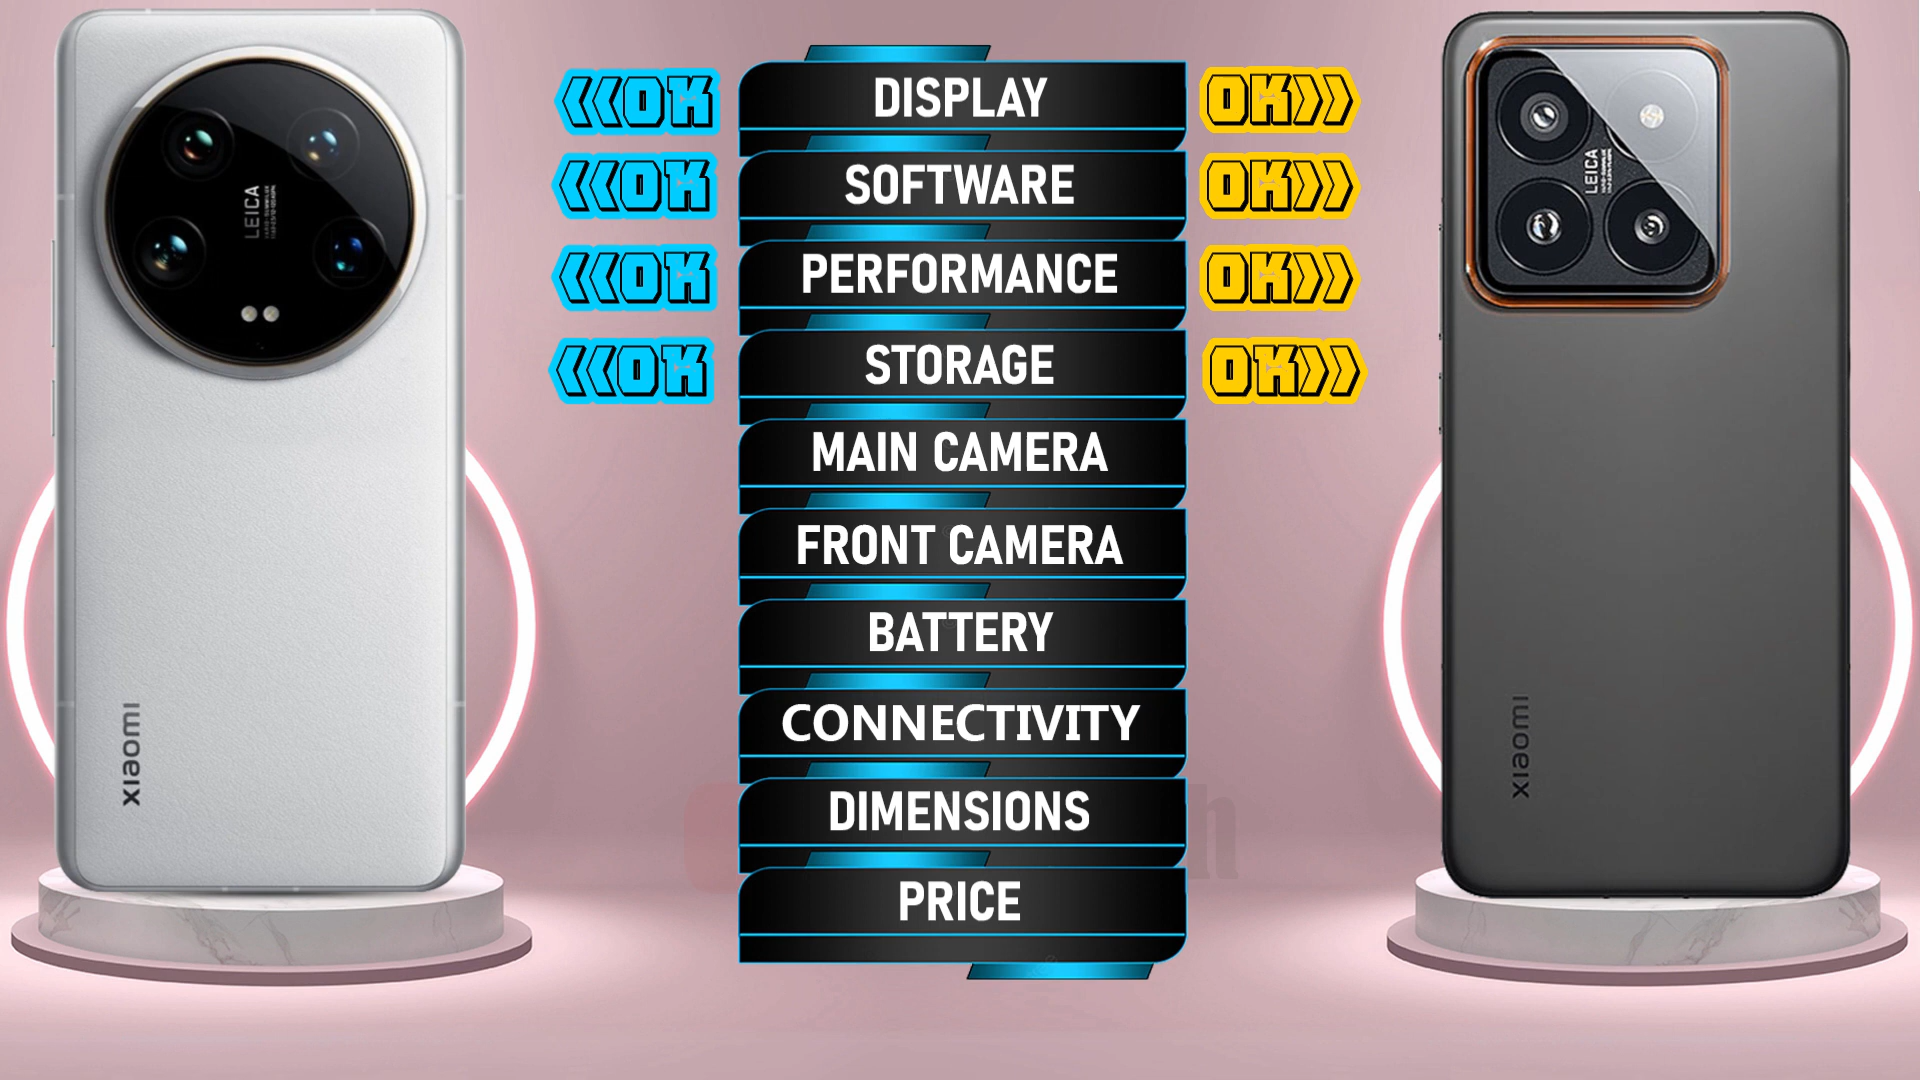 <<OK DISPLAY OK>>
<<OK SOFTWARE OK>>
<<OK PERFORMANCE OK>>
<<OK STORAGE OK>>
MAIN CAMERA
FRONT CAMERA
BATTERY
CONNECTIVITY
DIMENSIONS
PRICE
LEICA
xiaomi
LEICA
xiaomi